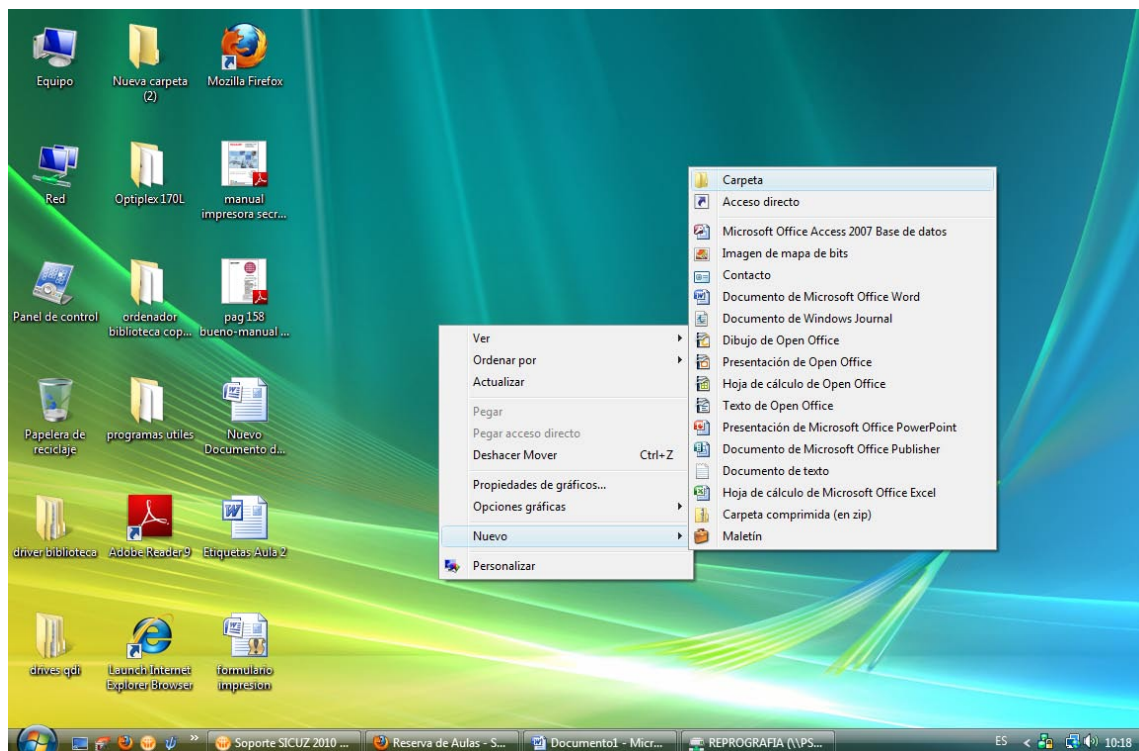 Equipo
Nueva carpeta
(2)
Mozilla Firefox
Red
Optiplex 170L
manual
impresora secr...
Panel de control
ordenador
biblioteca cop...
pag 158
bueno-manual ...
Papelera de
reciclaje
programas utiles
Nuevo
Documento d...
driver biblioteca
Adobe Reader 9
Etiquetas Aula 2
drives qdi
Launch Internet
Explorer Browser
formulario
impresion
Ver
Ordenar por
Actualizar
Pegar
Pegar acceso directo
Deshacer Mover Ctrl+Z
Propiedades de gráficos...
Opciones gráficas
Nuevo
Personalizar
Carpeta
Acceso directo
Microsoft Office Access 2007 Base de datos
Imagen de mapa de bits
Contacto
Documento de Microsoft Office Word
Documento de Windows Journal
Dibujo de Open Office
Presentación de Open Office
Hoja de cálculo de Open Office
Texto de Open Office
Presentación de Microsoft Office PowerPoint
Documento de Microsoft Office Publisher
Documento de texto
Hoja de cálculo de Microsoft Office Excel
Carpeta comprimida (en zip)
Maletín
Soporte SICUZ 2010 ...
Reserva de Aulas - S...
Documento1 - Micr...
REPROGRAFIA (\\PS...
ES
10:18